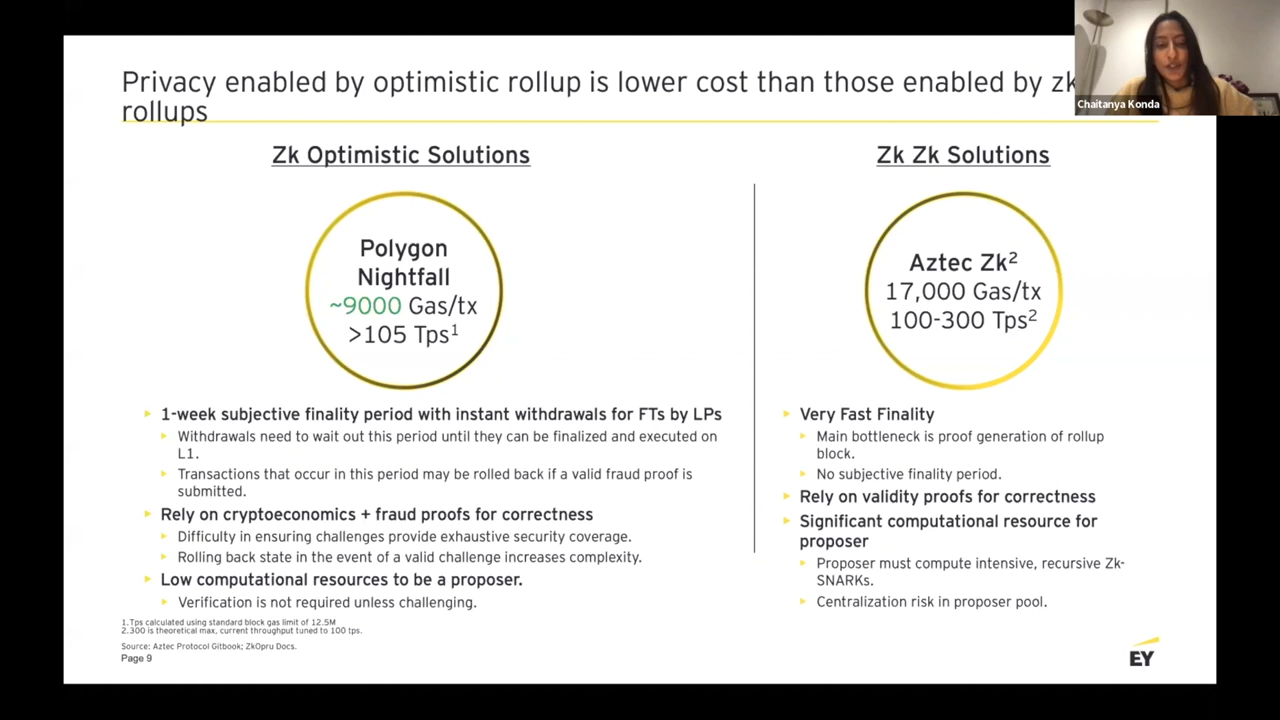 Privacy enabled by optimistic rollup is lower cost than those enabled by zk
rollups
Chaitanya Konda
Zk Optimistic Solutions
Polygon
Nightfall
~9000 Gas/tx
>105 Tps1
1-week subjective finality period with instant withdrawals for FTs by LPs
Withdrawals need to wait out this period until they can be finalized and executed on
L1.
Transactions that occur in this period may be rolled back if a valid fraud proof is
submitted.
Rely on cryptoeconomics + fraud proofs for correctness
Difficulty in ensuring challenges provide exhaustive security coverage.
Rolling back state in the event of a valid challenge increases complexity.
Low computational resources to be a proposer.
Verification is not required unless challenging.
Zk Zk Solutions
Aztec Zk2
17,000 Gas/tx
100-300 Tps2
Very Fast Finality
Main bottleneck is proof generation of rollup
block.
No subjective finality period.
Rely on validity proofs for correctness
Significant computational resource for
proposer
Proposer must compute intensive, recursive Zk-
SNARKs.
Centralization risk in proposer pool.
1.Tps calculated using standard block gas limit of 12.5M
2.300 is theoretical max, current throughput tuned to 100 tps.
Source: Aztec Protocol Gitbook; ZkOpru Docs.
Page 9
EY